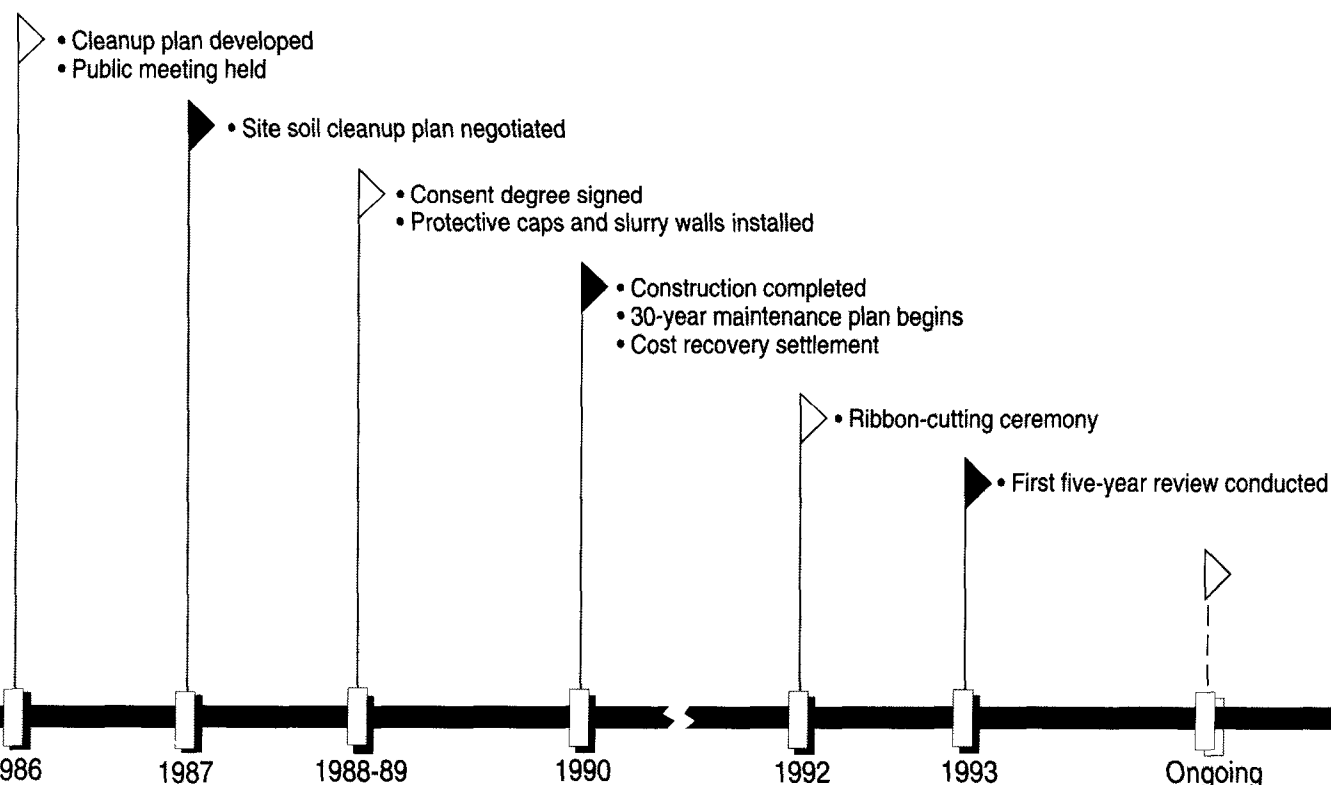 • Cleanup plan developed
• Public meeting held
• Site soil cleanup plan negotiated
• Consent degree signed
• Protective caps and slurry walls installed
• Construction completed
• 30-year maintenance plan begins
• Cost recovery settlement
• Ribbon-cutting ceremony
• First five-year review conducted
986 1987 1988-89 1990 1992 1993 Ongoing